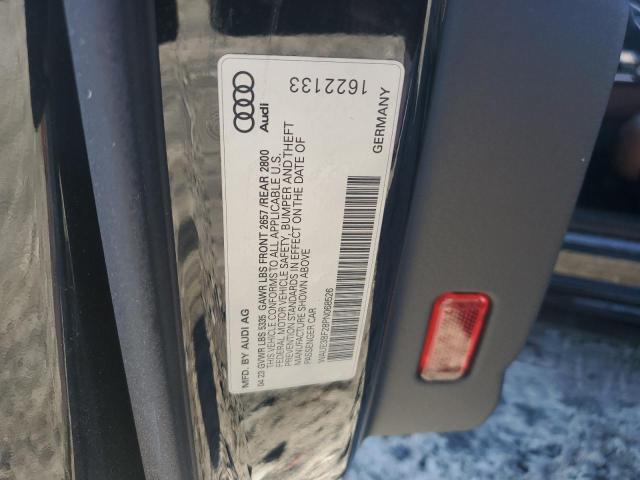 MFD. BY AUDI AG
04 23 GVWR LBS 5335 GAWR LBS FRONT 2657 /REAR 2800
THIS VEHICLE CONFORMS TO ALL APPLICABLE U.S.
FEDERAL MOTOR VEHICLE SAFETY, BUMPER AND THEFT
PREVENTION STANDARDS IN EFFECT ON THE DATE OF
MANUFACTURE SHOWN ABOVE
PASSENGER CAR
Audi
1622133
GERMANY